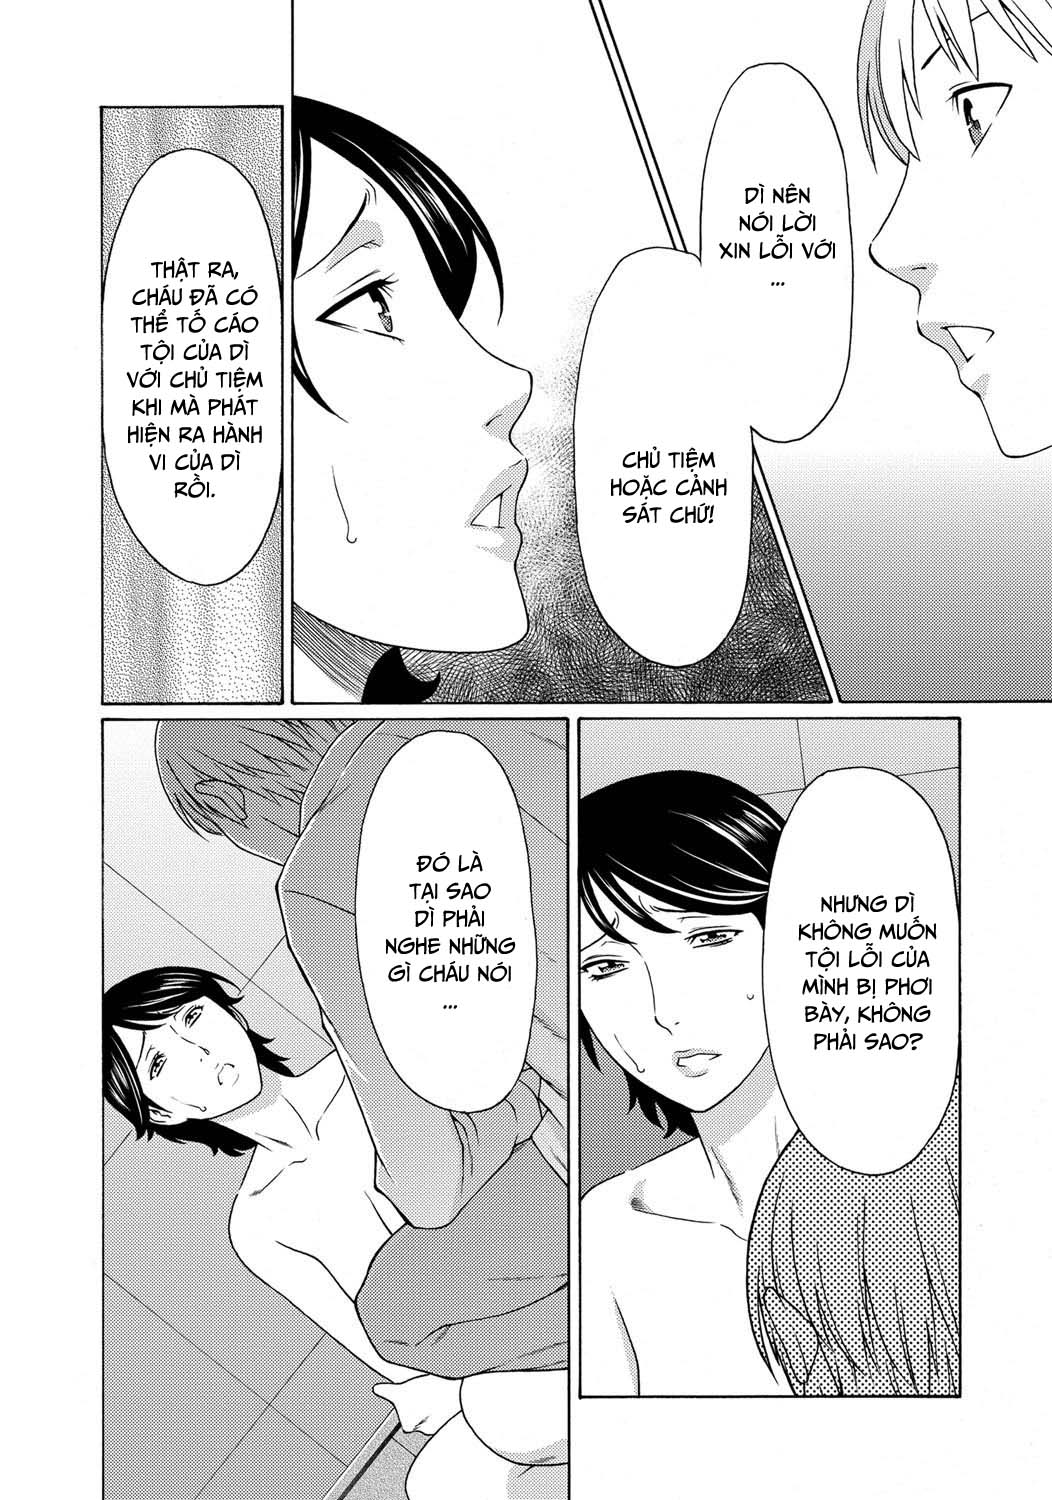 DÌ NÊN
NÓI LỜI
XIN LỖI VỚI
...
CHỦ TIỆM
HOẶC CẢNH
SÁT CHỨ!
THẬT RA,
CHÁU ĐÃ CÓ
THỂ TỐ CÁO
TỘI CỦA DÌ
VỚI CHỦ TIỆM
KHI MÀ PHÁT
HIỆN RA HÀNH
VI CỦA DÌ
RỒI.
NHƯNG DÌ
KHÔNG MUỐN
TỘI LỖI CỦA
MÌNH BỊ PHƠI
BÀY, KHÔNG
PHẢI SAO?
ĐÓ LÀ
TẠI SAO
DÌ PHẢI
NGHE NHỮNG
GÌ CHÁU NÓI
...